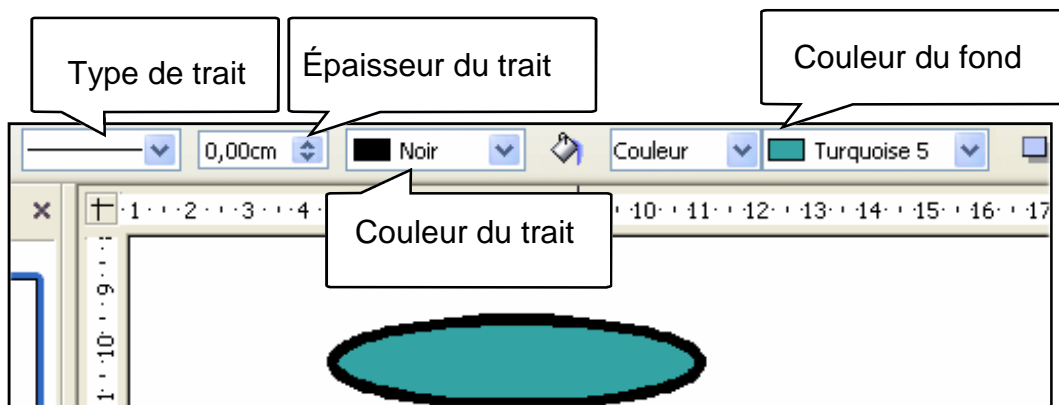 Type de trait
Épaisseur du trait
Couleur du fond
0,00cm
Noir
Couleur
Turquoise 5
Couleur du trait
1 2 3 4 10 11 12 13 14 15 16 17
9
10